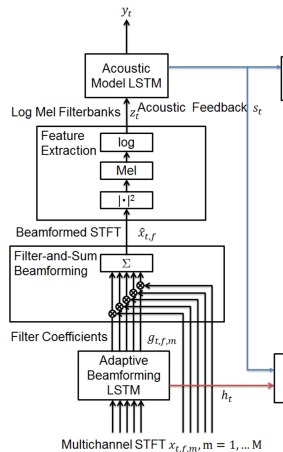 y_t
Acoustic
Model LSTM
Log Mel Filterbanks z_t Acoustic Feedback s_t
Feature
Extraction
log
Mel
|•|²
Beamformed STFT x̂_{t,f}
Filter-and-Sum
Beamforming
Σ
Filter Coefficients g_{t,f,m}
Adaptive
Beamforming
LSTM
h_t
Multichannel STFT x_{t,f,m}, m = 1, … M